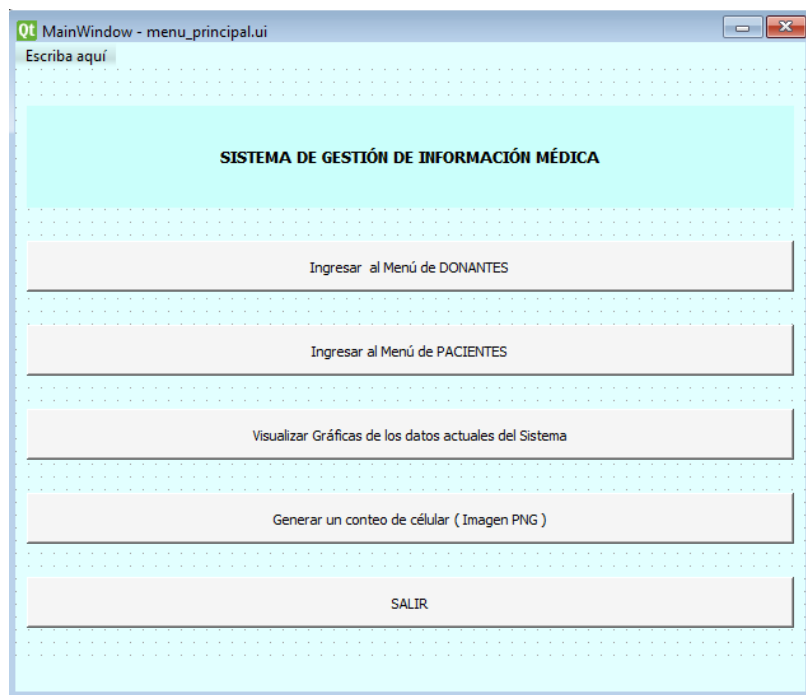 Qt MainWindow - menu_principal.ui
Escriba aquí
SISTEMA DE GESTIÓN DE INFORMACIÓN MÉDICA
Ingresar al Menú de DONANTES
Ingresar al Menú de PACIENTES
Visualizar Gráficas de los datos actuales del Sistema
Generar un conteo de célular ( Imagen PNG )
SALIR